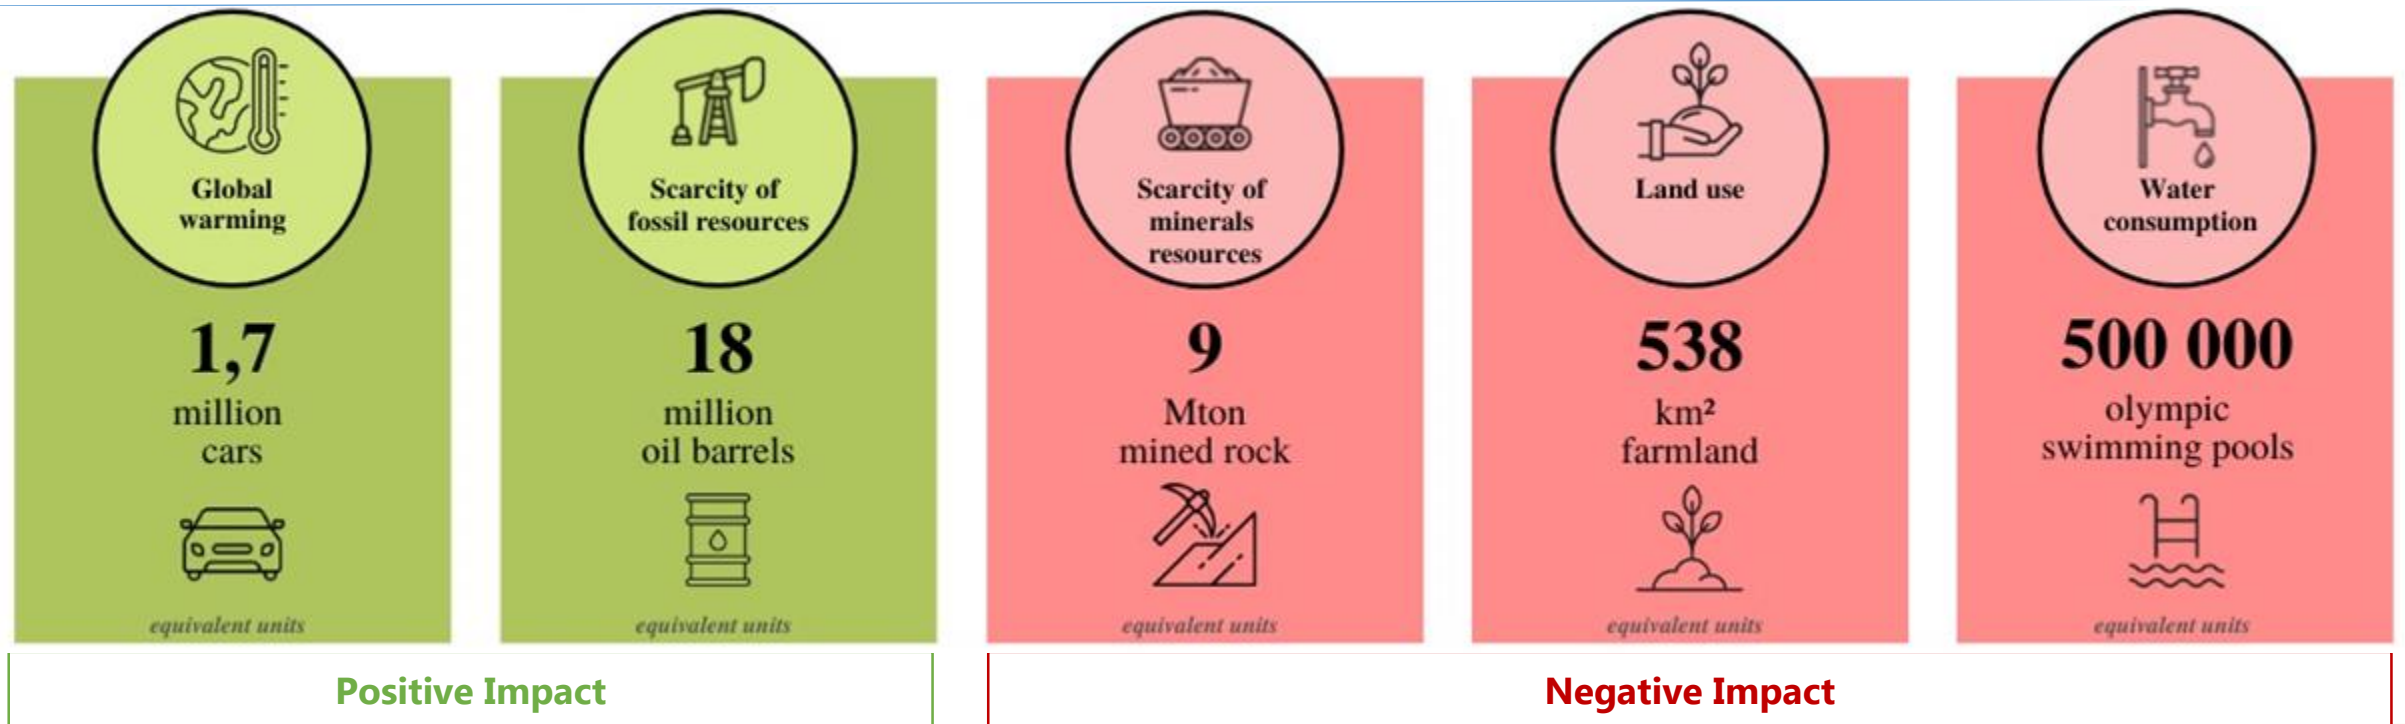 Global
warming
1,7
million
cars
equivalent units
Scarcity of
fossil resources
18
million
oil barrels
equivalent units
Scarcity of
minerals
resources
9
Mton
mined rock
equivalent units
Land use
538
km²
farmland
equivalent units
Water
consumption
500 000
olympic
swimming pools
equivalent units
Positive Impact
Negative Impact